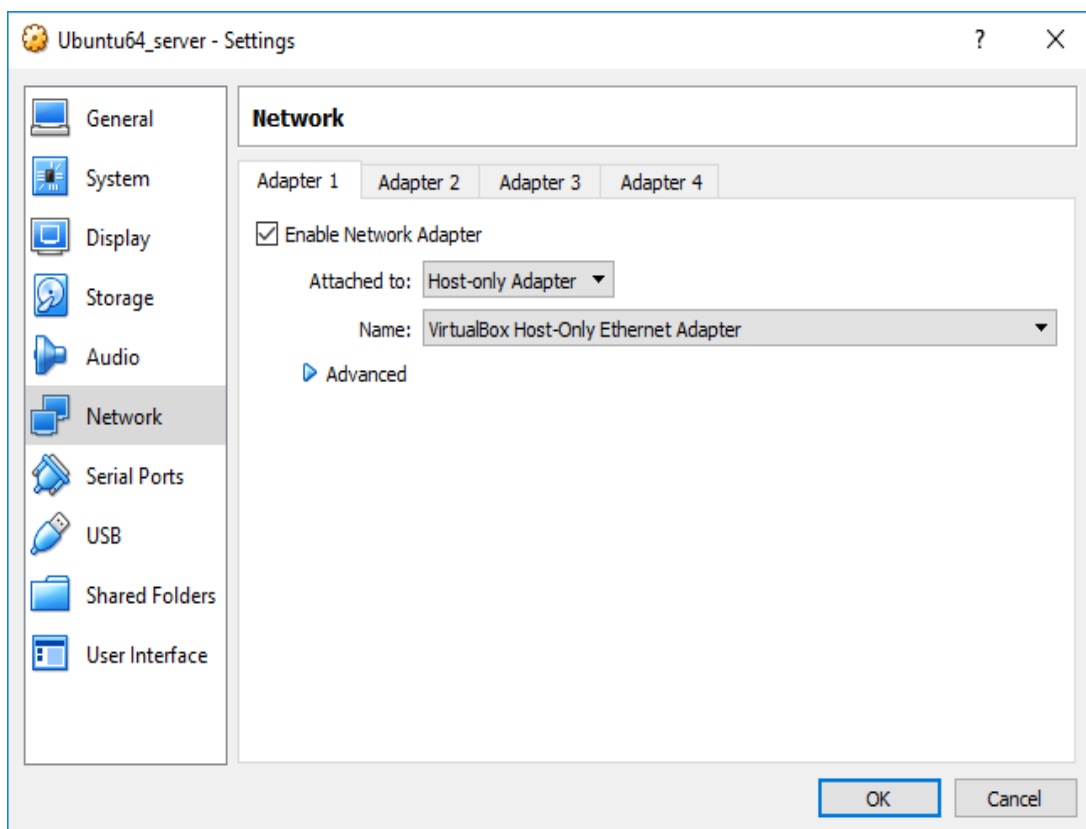 Ubuntu64_server - Settings ? ×
General
System
Display
Storage
Audio
Network
Serial Ports
USB
Shared Folders
User Interface
Network
Adapter 1 Adapter 2 Adapter 3 Adapter 4
Enable Network Adapter
Attached to: Host-only Adapter
Name: VirtualBox Host-Only Ethernet Adapter
Advanced
OK Cancel